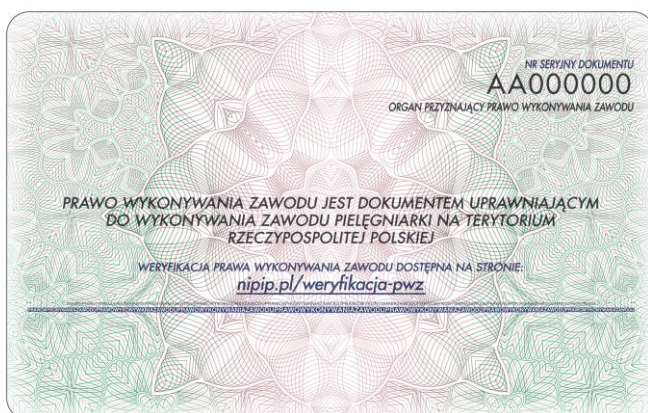 NR SERYJNY DOKUMENTU
AA000000
ORGAN PRZYZNAJĄCY PRAWO WYKONYWANIA ZAWODU
PRAWO WYKONYWANIA ZAWODU JEST DOKUMENTEM UPRAWNIAJĄCYM
DO WYKONYWANIA ZAWODU PIELĘGNIARKI NA TERYTORIUM
RZECZYPOSPOLITEJ POLSKIEJ
WERYFIKACJA PRAWA WYKONYWANIA ZAWODU DOSTĘPNA NA STRONIE:
nipip.pl/weryfikacja-pwz